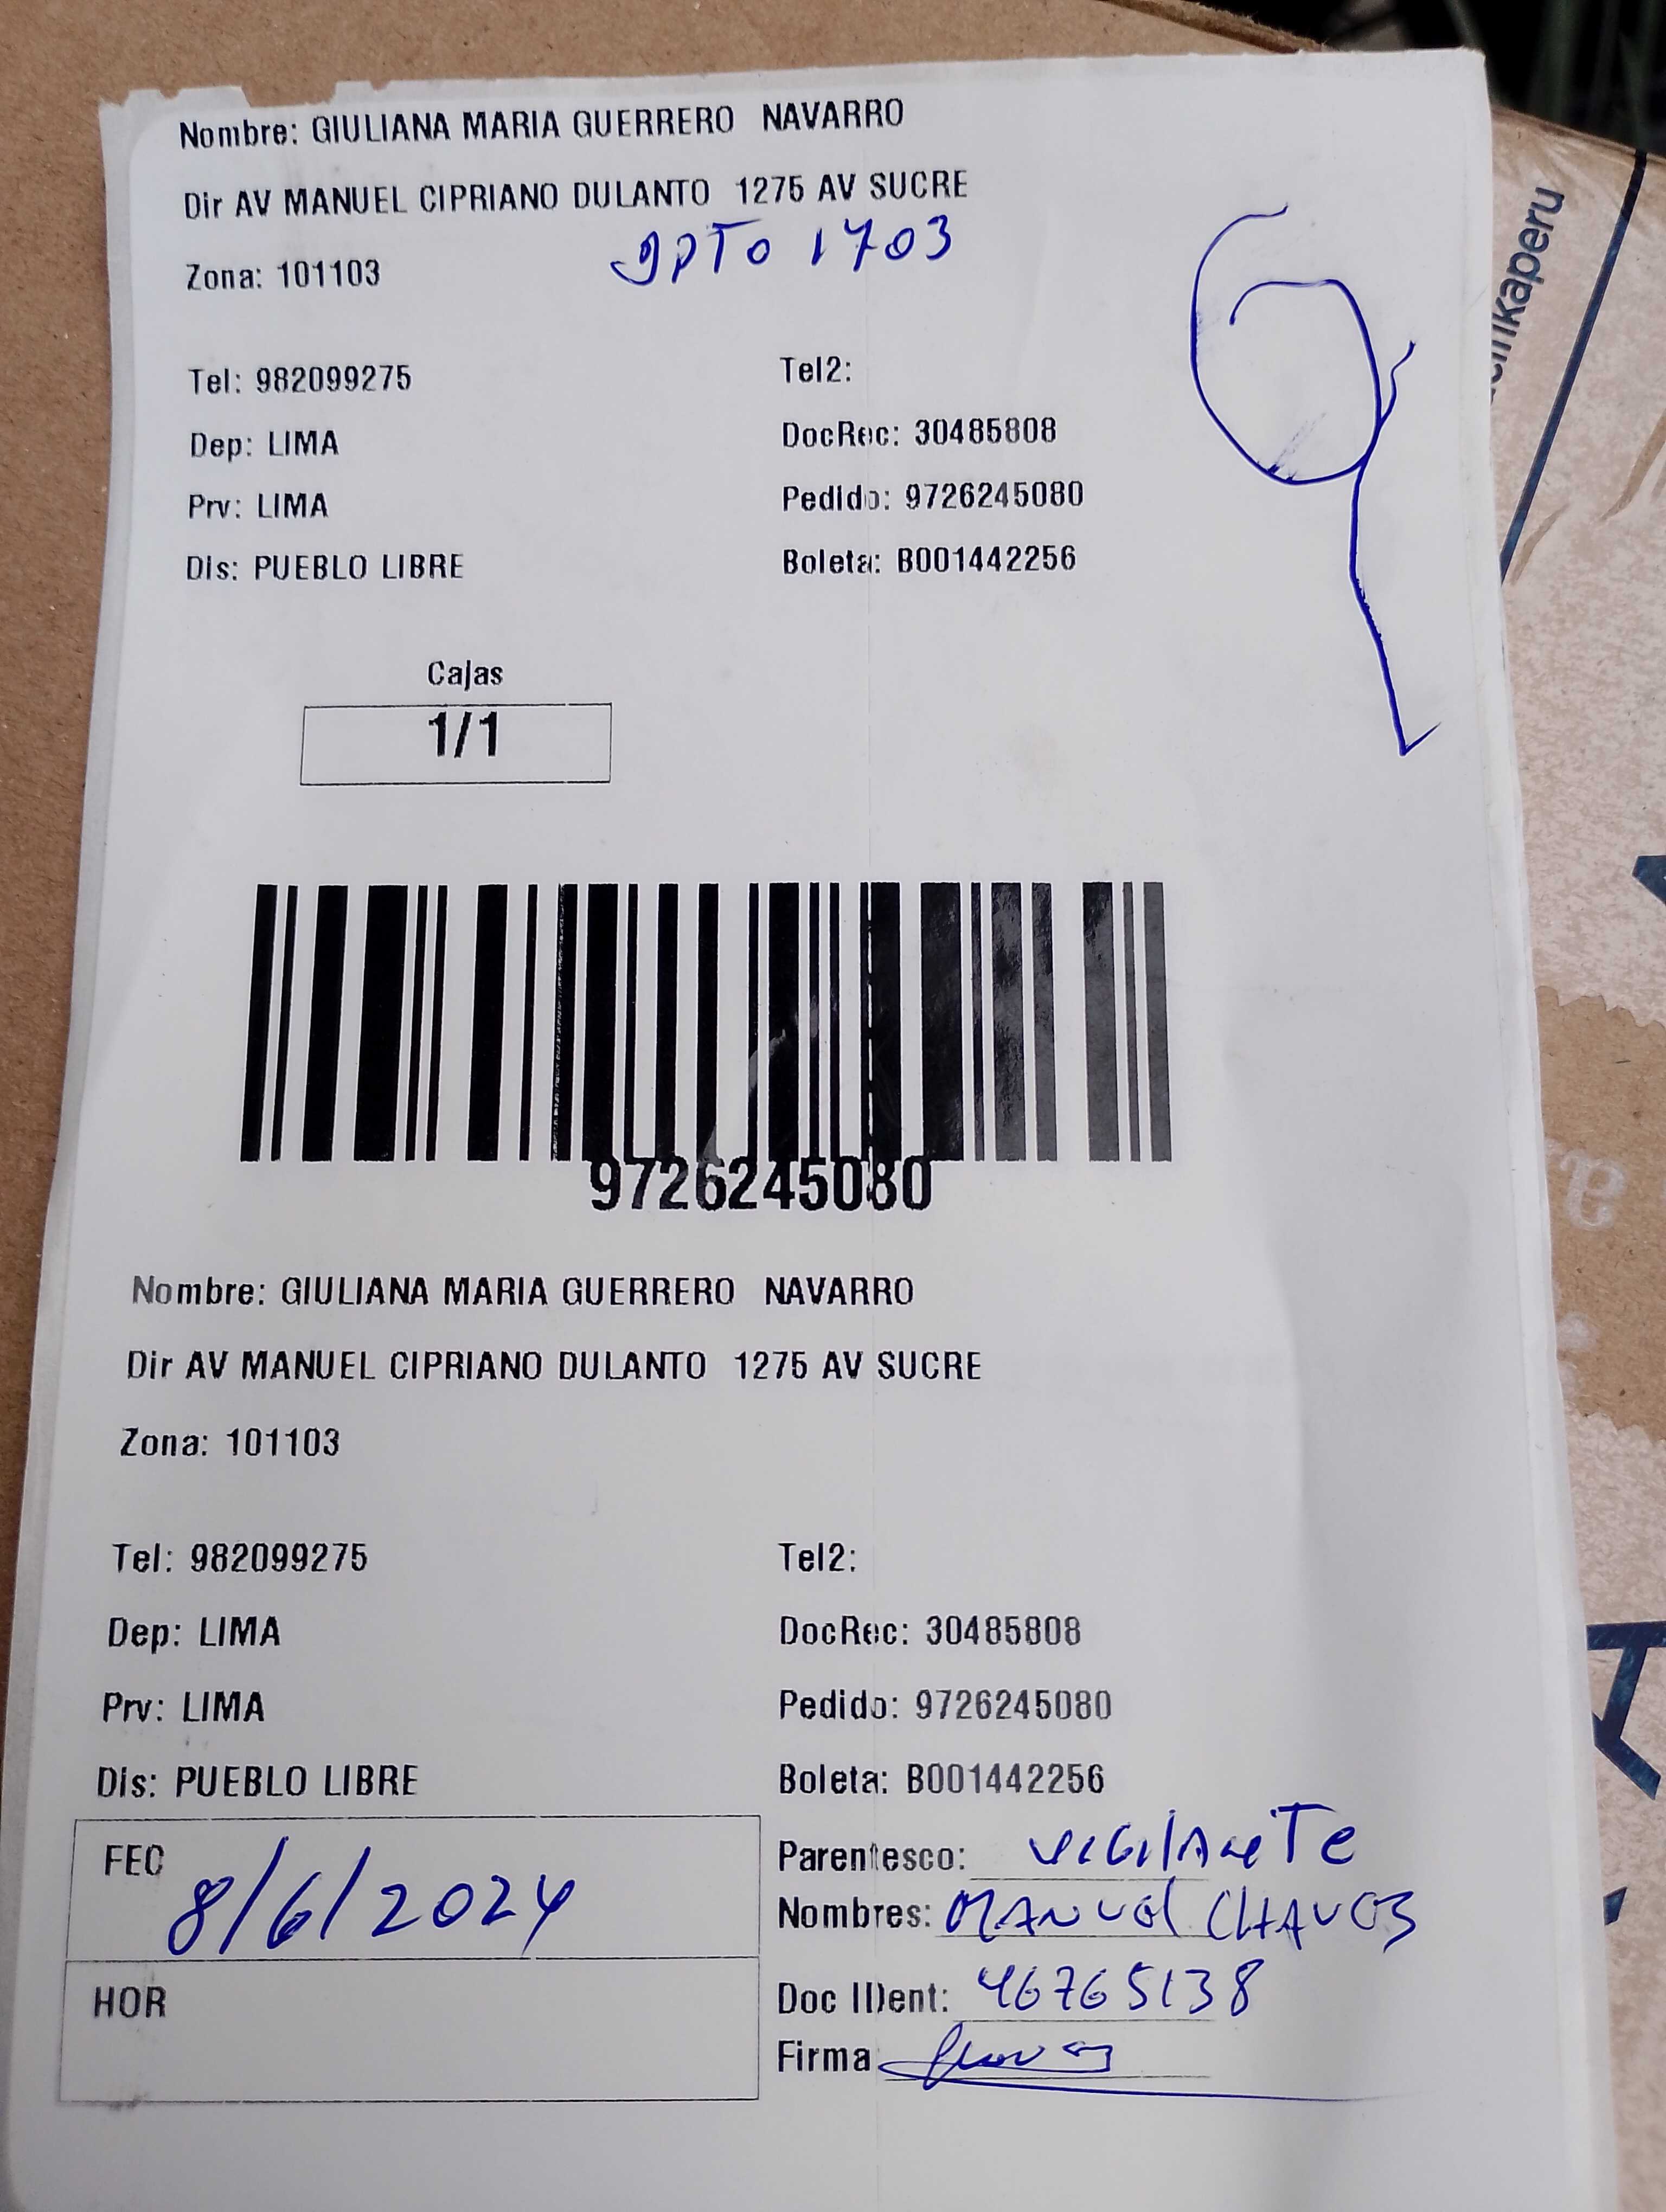 Nombre: GIULIANA MARIA GUERRERO NAVARRO
Dir AV MANUEL CIPRIANO DULANTO 1275 AV SUCRE
dpTo 1703
Zona: 101103
Tel: 982099275 Tel2:
Dep: LIMA DocRec: 30485808
Prv: LIMA Pedido: 9726245080
Dis: PUEBLO LIBRE Boleta: B001442256
Cajas
1/1
9726245080
Nombre: GIULIANA MARIA GUERRERO NAVARRO
Dir AV MANUEL CIPRIANO DULANTO 1275 AV SUCRE
Zona: 101103
Tel: 982099275 Tel2:
Dep: LIMA DocRec: 30485808
Prv: LIMA Pedido: 9726245080
Dis: PUEBLO LIBRE Boleta: B001442256
FEC 8/6/2024
HOR
Parentesco: VIGILANTE
Nombres: MANUEL CHAVES
Doc IDent: 46765138
Firma